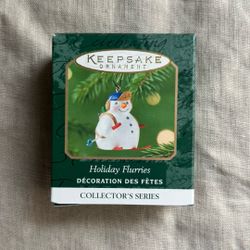 KEEPSAKE
ORNAMENT
Holiday Flurries
DÉCORATION DES FÊTES
COLLECTOR'S SERIES